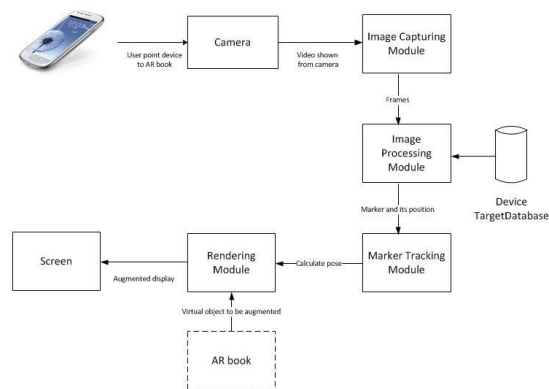 User point device
to AR book
Camera
Video shown
from camera
Image Capturing
Module
Frames
Image
Processing
Module
Device
TargetDatabase
Marker and its position
Marker Tracking
Module
Calculate pose
Rendering
Module
Augmented display
Screen
Virtual object to be augmented
AR book